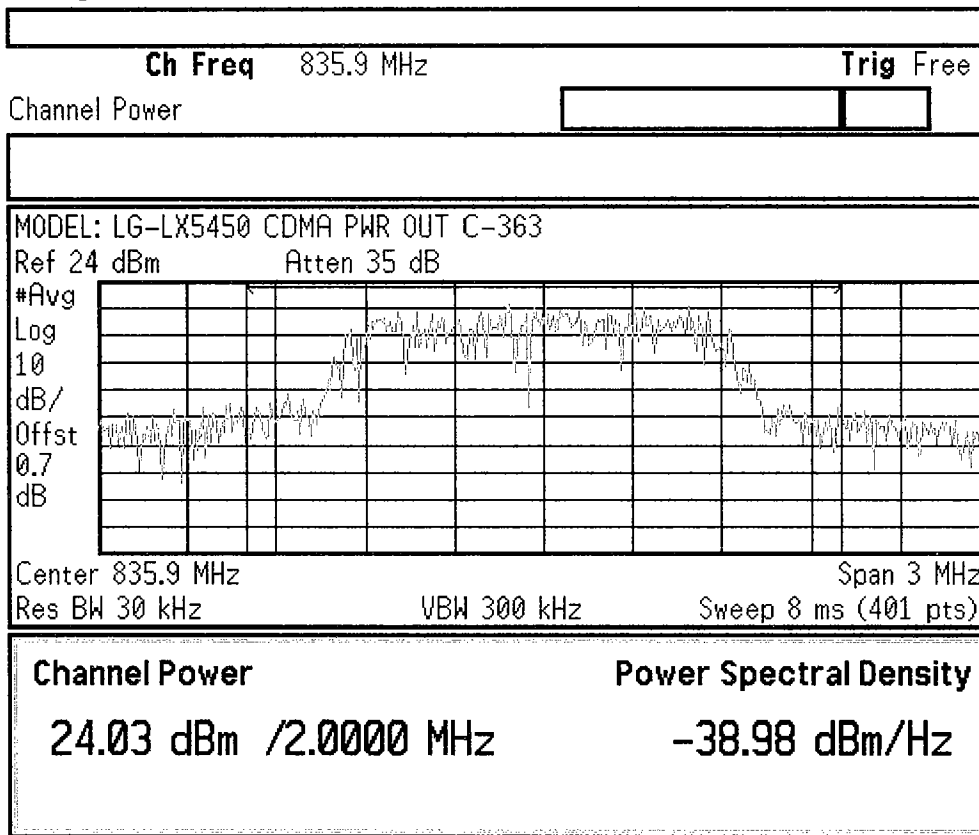 Ch Freq 835.9 MHz Trig Free
Channel Power
MODEL: LG-LX5450 CDMA PWR OUT C-363
Ref 24 dBm Atten 35 dB
#Avg
Log
10
dB/
Offst
0.7
dB
Center 835.9 MHz Span 3 MHz
Res BW 30 kHz VBW 300 kHz Sweep 8 ms (401 pts)
Channel Power Power Spectral Density
24.03 dBm /2.0000 MHz -38.98 dBm/Hz